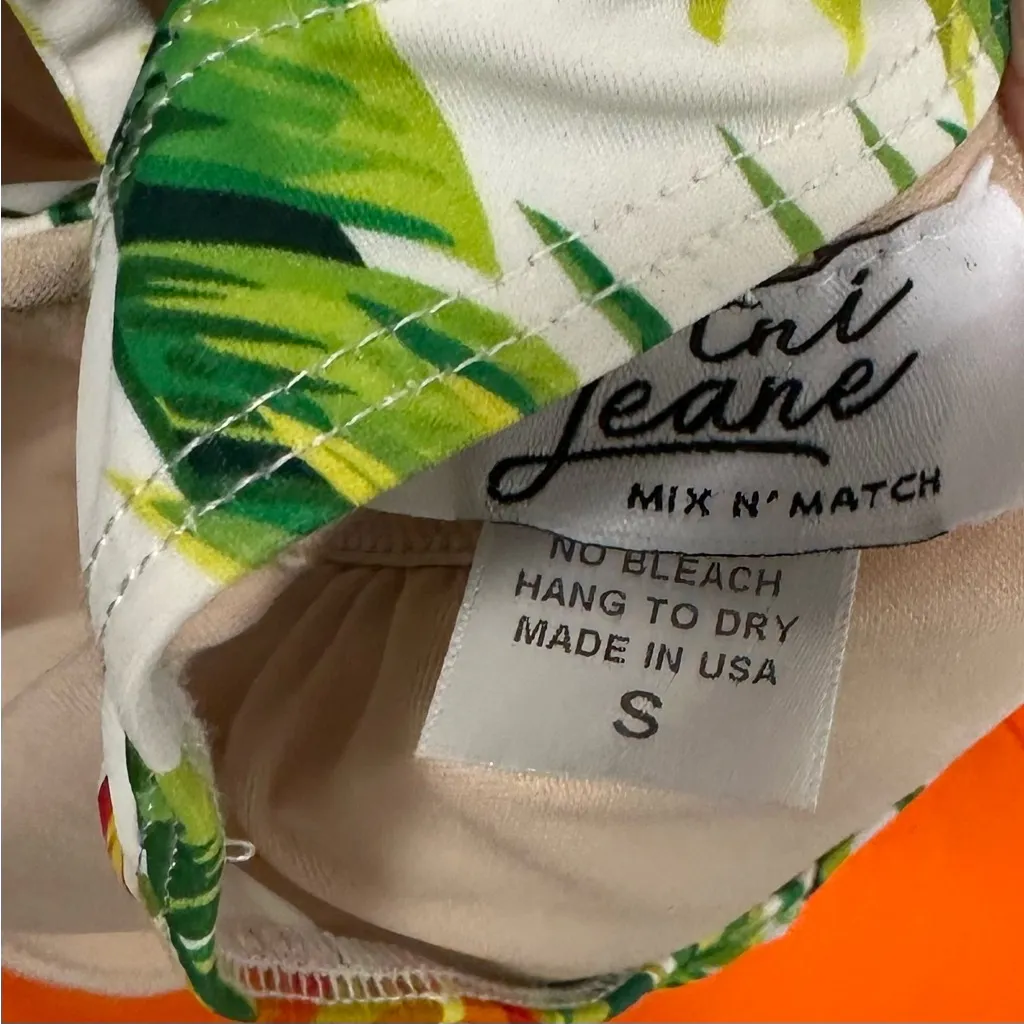 Jeane
MIX N' MATCH
NO BLEACH
HANG TO DRY
MADE IN USA
S